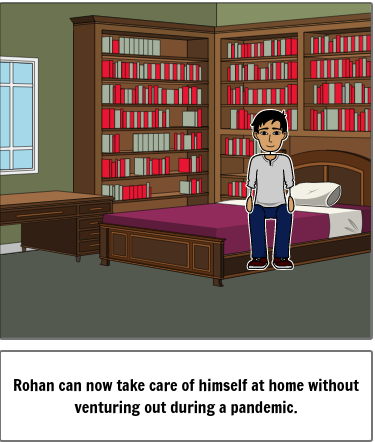 Rohan can now take care of himself at home without
venturing out during a pandemic.